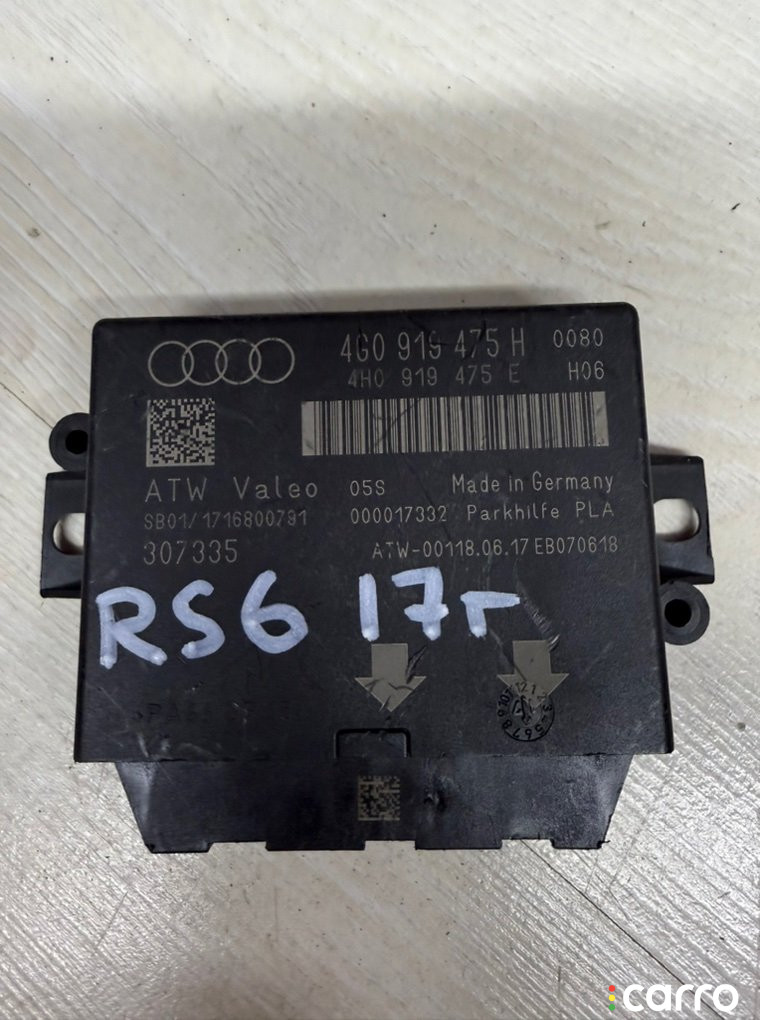 4G0 919 475 H 0080
4H0 919 475 E H06
ATW Valeo 05S Made in Germany
SB01/1716800791 000017332 Parkhilfe PLA
307335 ATW-00118.06.17 EB070618
RS6 17г
carro